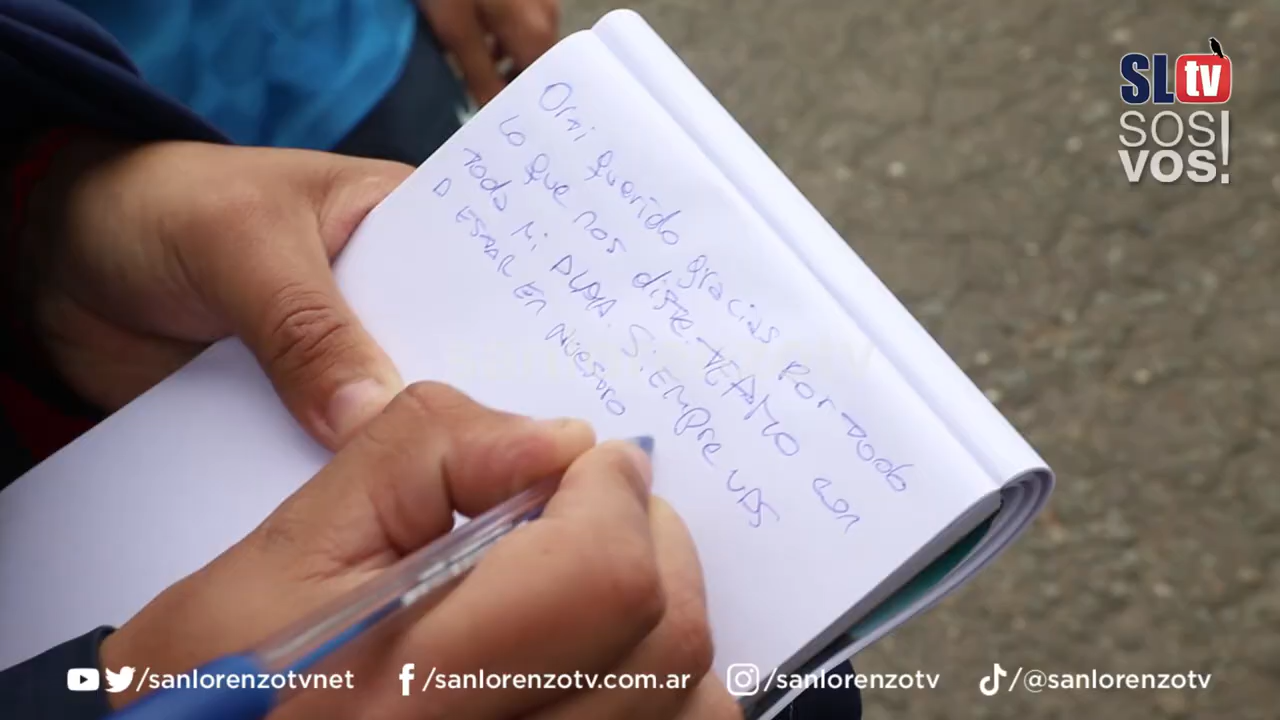 SLtv
SOS
VOS!
Orni querido gracias Por todo
Lo que nos diste. TE AMO con
toda mi ALMA. SiEMPre VAS
A ESTAR En nuestro
/sanlorenzotvnet
/sanlorenzotv.com.ar
/sanlorenzotv
/@sanlorenzotv